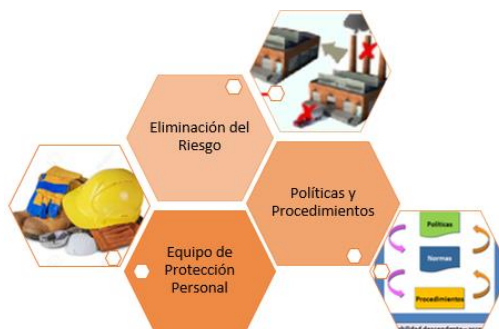 Eliminación del
Riesgo
Políticas y
Procedimientos
Equipo de
Protección
Personal
Políticas
Normas
Procedimientos